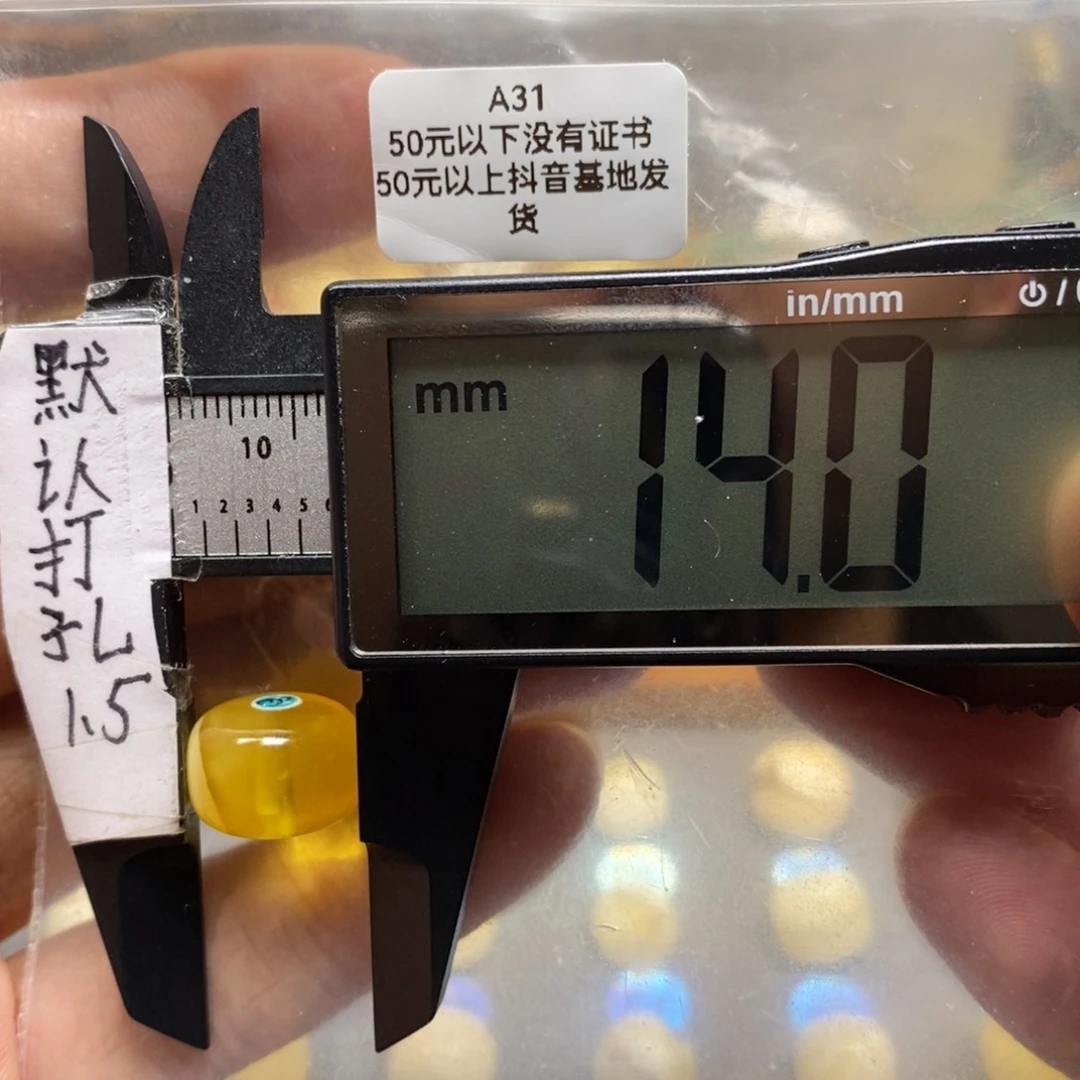 A31
50元以下没有证书
50元以上抖音基地发
货
in/mm
mm
14.0
10
1 2 3 4 5
默
认
打
孔
1.5